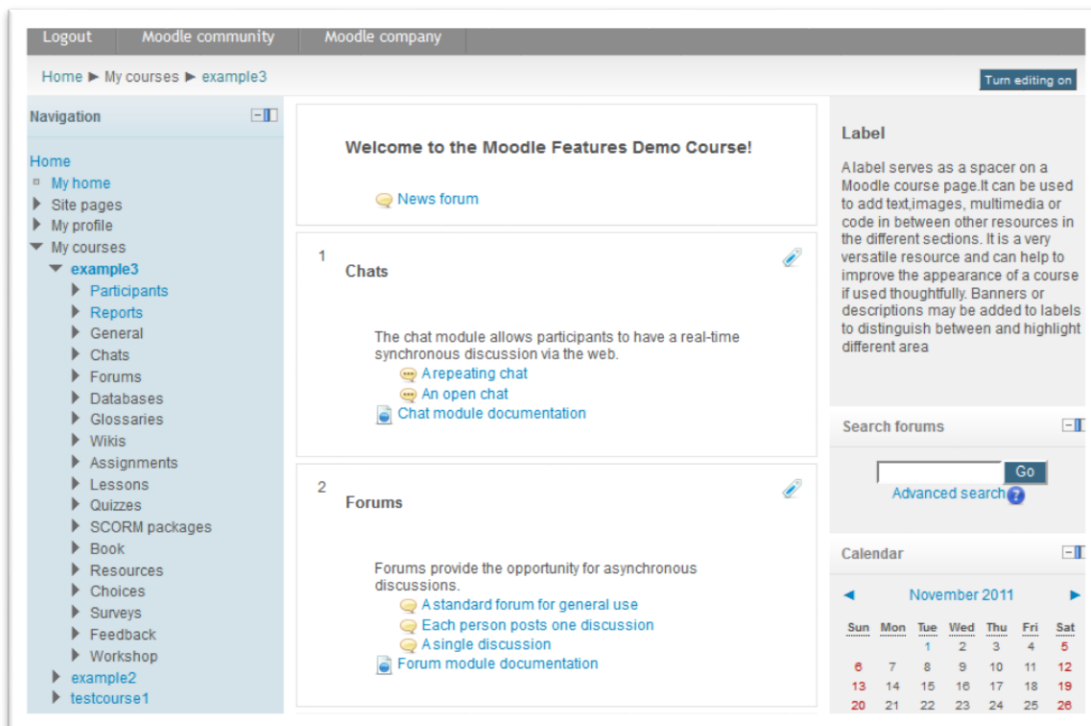 Logout Moodle community Moodle company
Home ► My courses ► example3
Turn editing on
Navigation
Home
My home
Site pages
My profile
My courses
example3
Participants
Reports
General
Chats
Forums
Databases
Glossaries
Wikis
Assignments
Lessons
Quizzes
SCORM packages
Book
Resources
Choices
Surveys
Feedback
Workshop
example2
testcourse1
Welcome to the Moodle Features Demo Course!
News forum
1
Chats
The chat module allows participants to have a real-time
synchronous discussion via the web.
A repeating chat
An open chat
Chat module documentation
2
Forums
Forums provide the opportunity for asynchronous
discussions.
A standard forum for general use
Each person posts one discussion
A single discussion
Forum module documentation
Label
A label serves as a spacer on a
Moodle course page.It can be used
to add text,images, multimedia or
code in between other resources in
the different sections. It is a very
versatile resource and can help to
improve the appearance of a course
if used thoughtfully. Banners or
descriptions may be added to labels
to distinguish between and highlight
different area
Search forums
Go
Advanced search ?
Calendar
◄ November 2011 ►
Sun Mon Tue Wed Thu Fri Sat
1 2 3 4 5
6 7 8 9 10 11 12
13 14 15 16 17 18 19
20 21 22 23 24 25 26